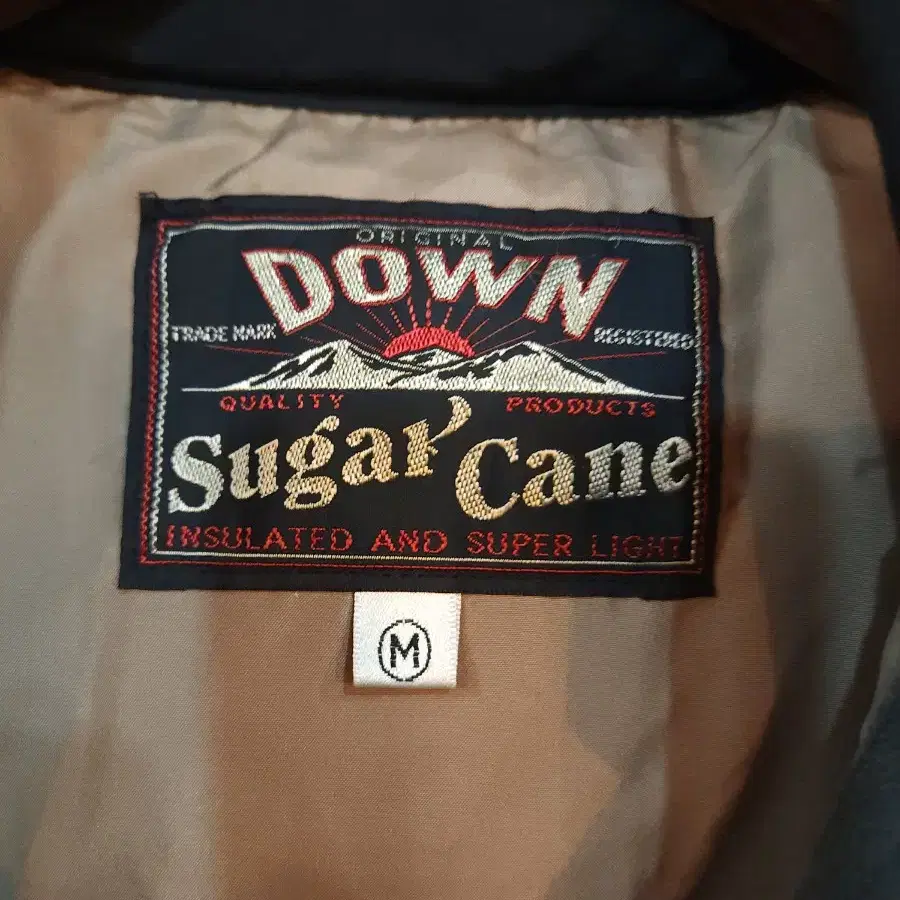 ORIGINAL
DOWN
TRADE MARK REGISTERED
QUALITY PRODUCTS
Sugar Cane
INSULATED AND SUPER LIGHT
M